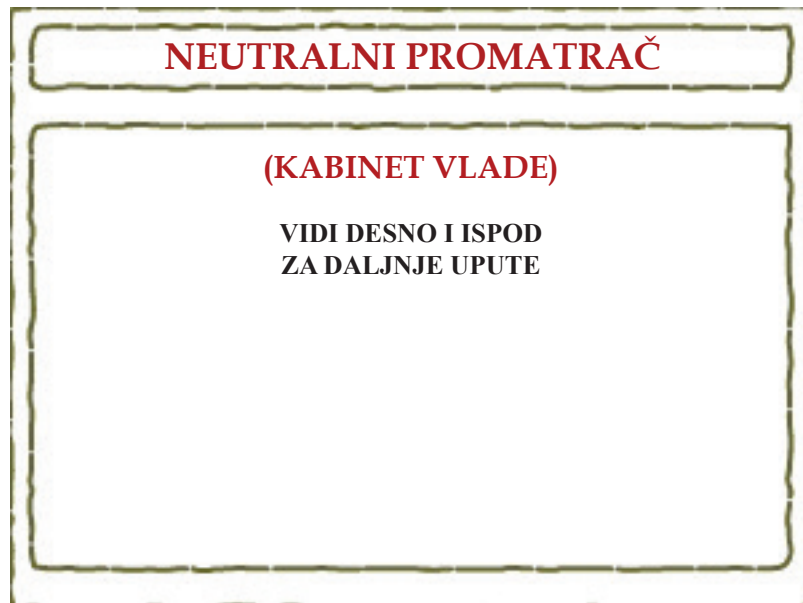 NEUTRALNI PROMATRAČ
(KABINET VLADE)
VIDI DESNO I ISPOD
ZA DALJNJE UPUTE